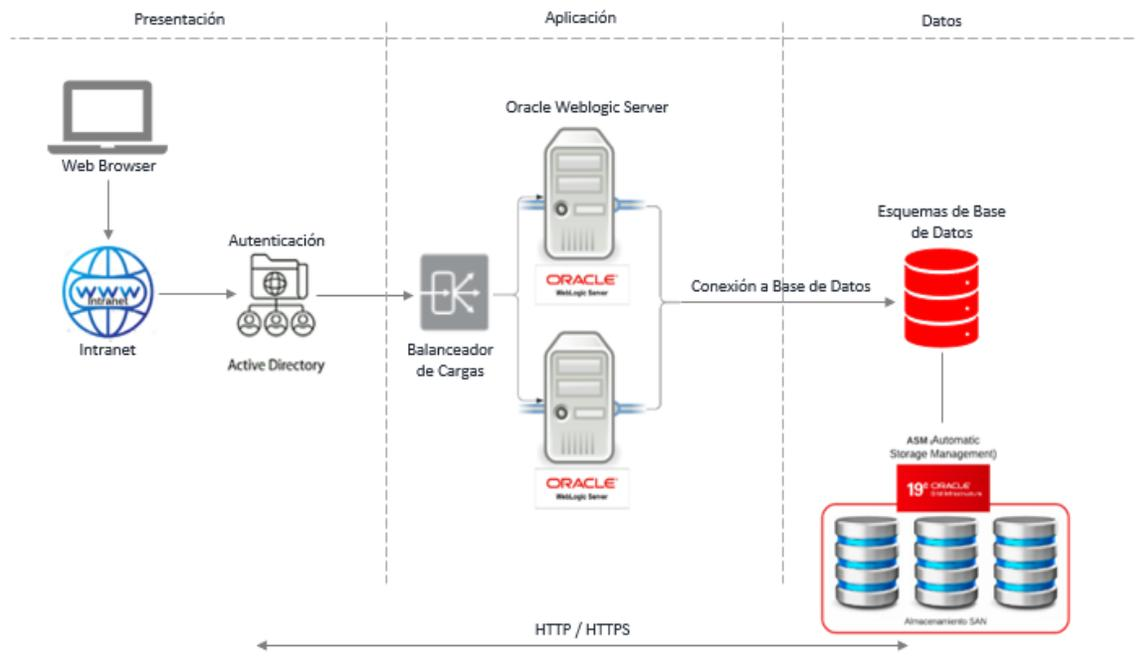 Presentación
Aplicación
Datos
Web Browser
WWW
Intranet
Intranet
Autenticación
Active Directory
Balanceador
de Cargas
Oracle Weblogic Server
ORACLE
WebLogic Server
ORACLE
WebLogic Server
Conexión a Base de Datos
Esquemas de Base
de Datos
ASM (Automatic
Storage Management)
19c ORACLE
Grid Infrastructure
Almacenamiento SAN
HTTP / HTTPS